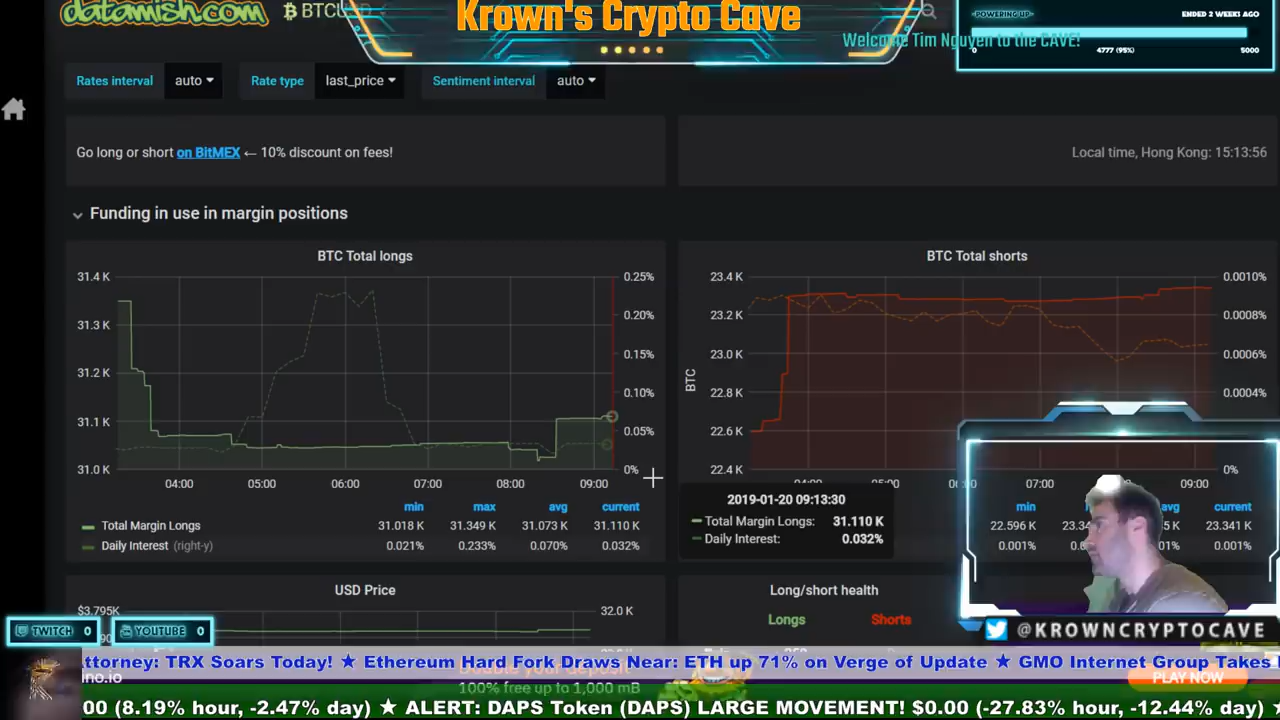 datamish.com
BTCU
Krown's Crypto Cave
-POWERING UP-
ENDED 2 WEEKS AGO
Welcome Tim Nguyen to the CAVE!
0
4777 (95%)
5000
Rates interval
auto
Rate type
last_price
Sentiment interval
auto
Go long or short on BitMEX ← 10% discount on fees!
Local time, Hong Kong: 15:13:56
Funding in use in margin positions
BTC Total longs
31.4 K
31.3 K
31.2 K
31.1 K
31.0 K
0.25%
0.20%
0.15%
0.10%
0.05%
0%
04:00
05:00
06:00
07:00
08:00
09:00
min
max
avg
current
Total Margin Longs
31.018 K
31.349 K
31.073 K
31.110 K
Daily Interest (right-y)
0.021%
0.233%
0.070%
0.032%
BTC Total shorts
BTC
23.4 K
23.2 K
23.0 K
22.8 K
22.6 K
22.4 K
0.0010%
0.0008%
0.0006%
0.0004%
0%
07:00
09:00
2019-01-20 09:13:30
Total Margin Longs: 31.110 K
Daily Interest: 0.032%
min
avg
current
22.596 K
23.341 K
0.001%
0.001%
USD Price
$3.795K
32.0 K
Long/short health
Longs
Shorts
TWITCH 0
YOUTUBE 0
@KROWNCRYPTOCAVE
Attorney: TRX Soars Today! ★ Ethereum Hard Fork Draws Near: ETH up 71% on Verge of Update ★ GMO Internet Group Takes
100% free up to 1,000 mB
PLAY NOW
00 (8.19% hour, -2.47% day) ★ ALERT: DAPS Token (DAPS) LARGE MOVEMENT! $0.00 (-27.83% hour, -12.44% day) ★